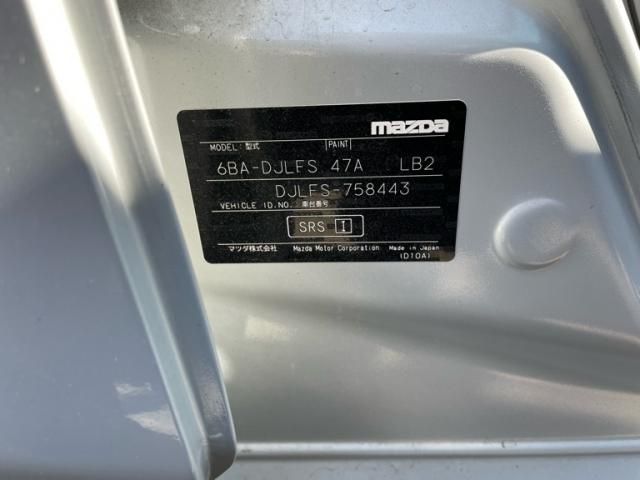 mazda
MODEL: 型式 PAINT
6BA-DJLFS 47A LB2
DJLFS-758443
VEHICLE ID.NO. 車台番号
SRS I
マツダ株式会社 Mazda Motor Corporation Made in Japan
(D10A)